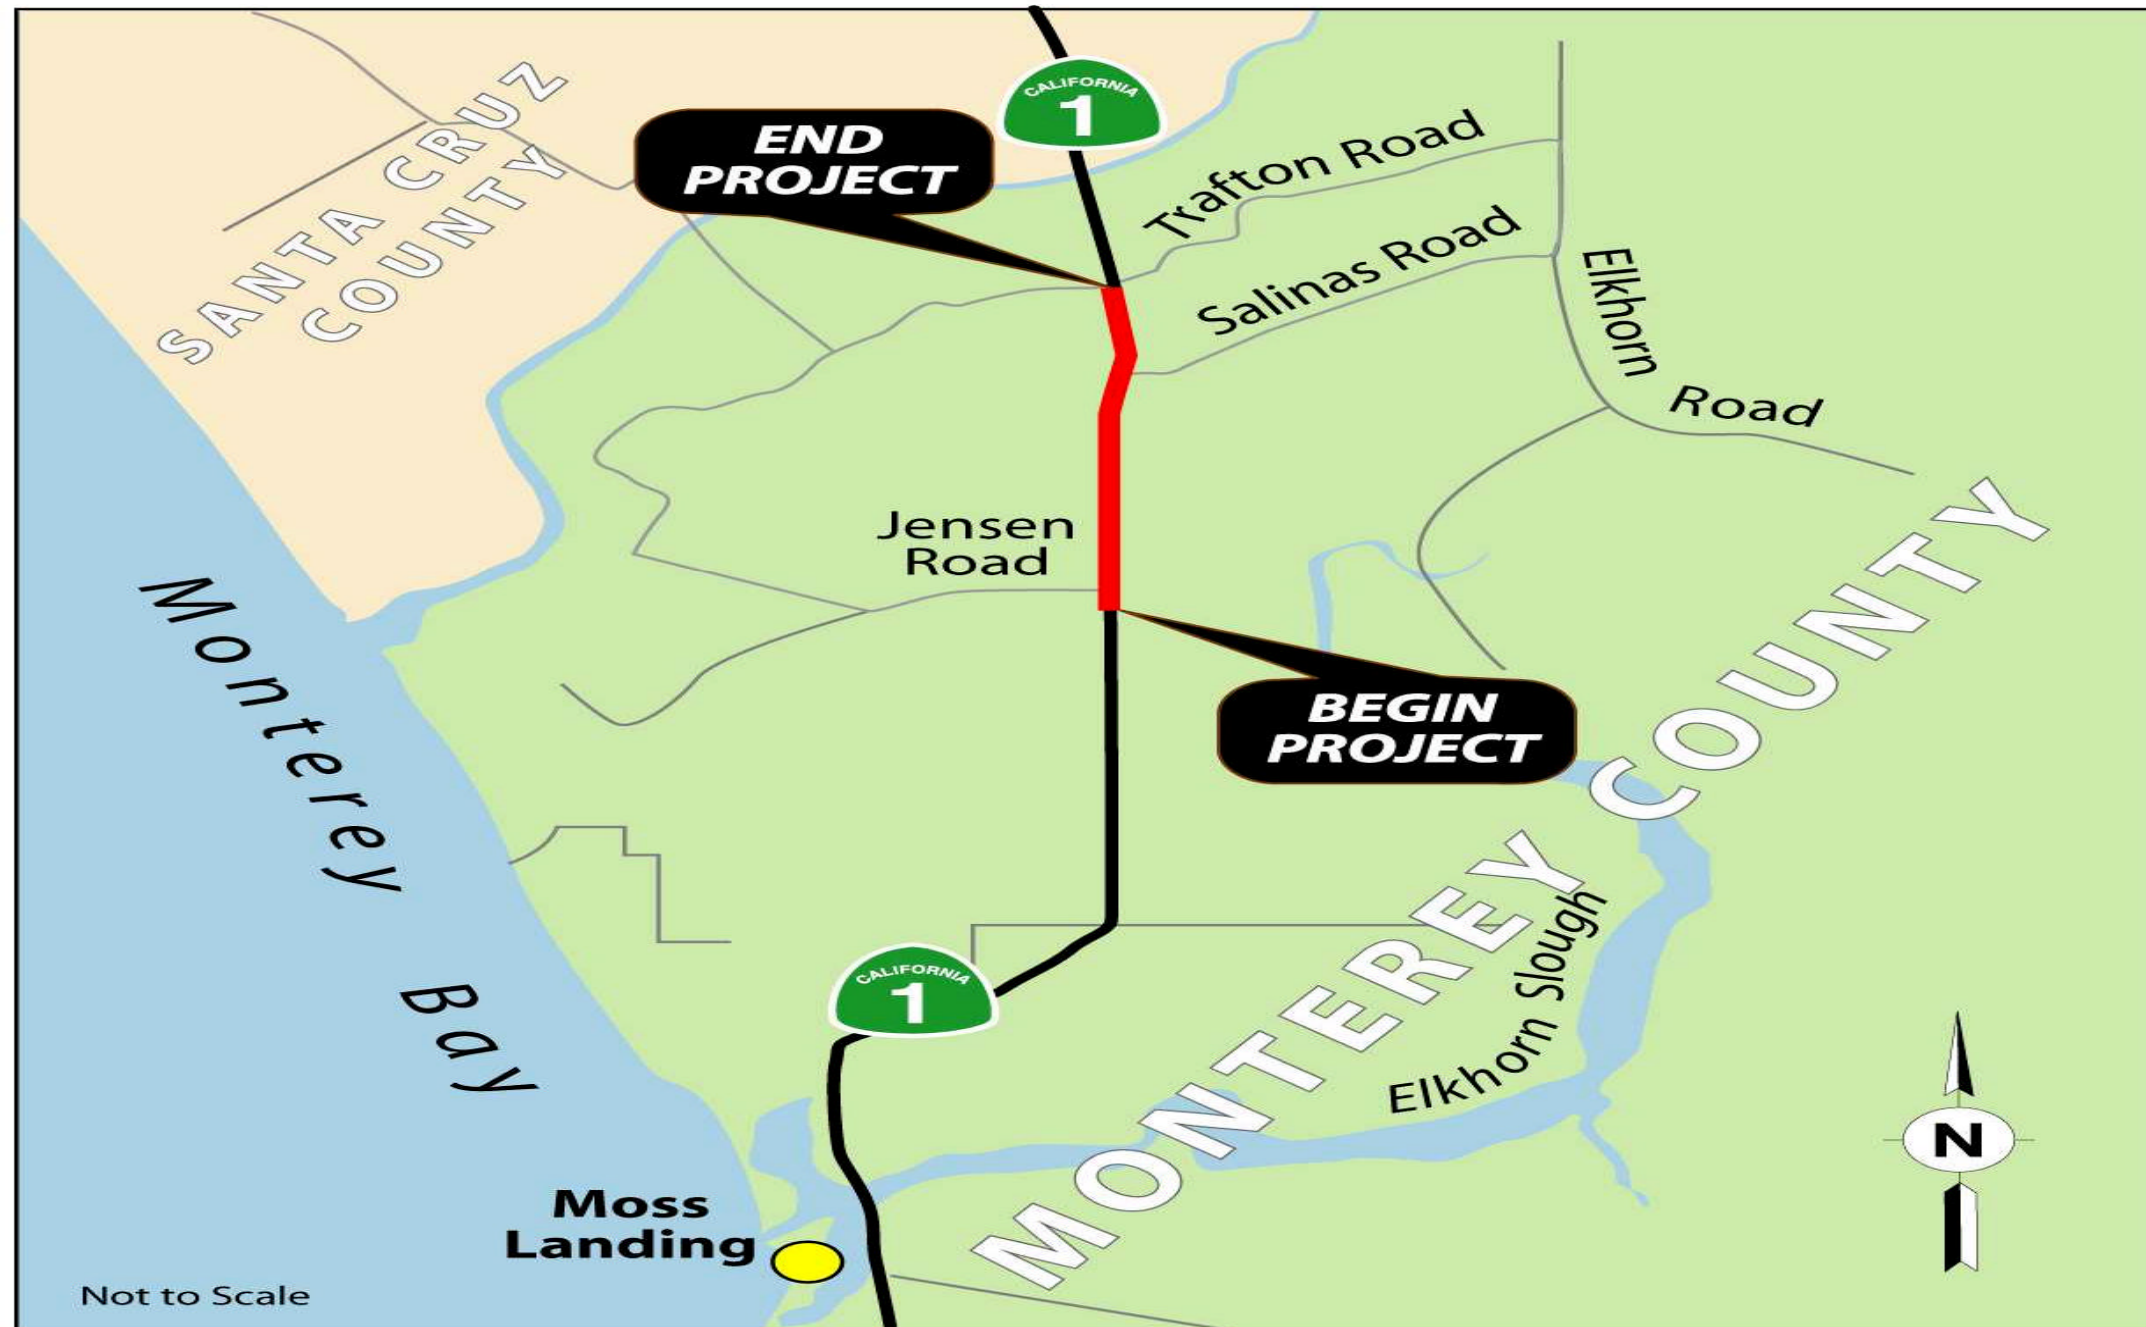 CALIFORNIA
1
END
PROJECT
Trafton Road
Salinas Road
Elkhorn Road
SANTA CRUZ
COUNTY
Jensen
Road
BEGIN
PROJECT
Monterey Bay
MONTEREY COUNTY
Elkhorn Slough
CALIFORNIA
1
N
Moss
Landing
Not to Scale